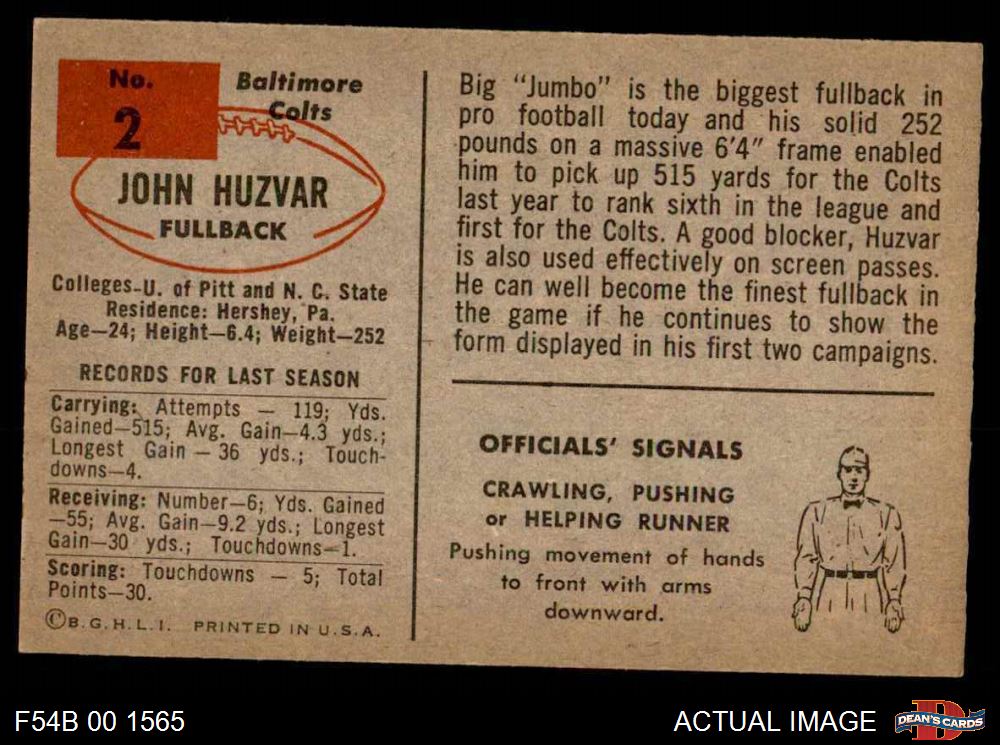 No.
2
Baltimore
Colts
JOHN HUZVAR
FULLBACK
Colleges-U. of Pitt and N. C. State
Residence: Hershey, Pa.
Age—24; Height—6.4; Weight—252
RECORDS FOR LAST SEASON
Carrying: Attempts — 119; Yds.
Gained—515; Avg. Gain—4.3 yds.;
Longest Gain — 36 yds.; Touch-
downs—4.
Receiving: Number—6; Yds. Gained
—55; Avg. Gain—9.2 yds.; Longest
Gain—30 yds.; Touchdowns—1.
Scoring: Touchdowns — 5; Total
Points—30.
©B.G.H.L.I. PRINTED IN U.S.A.
Big "Jumbo" is the biggest fullback in
pro football today and his solid 252
pounds on a massive 6'4" frame enabled
him to pick up 515 yards for the Colts
last year to rank sixth in the league and
first for the Colts. A good blocker, Huzvar
is also used effectively on screen passes.
He can well become the finest fullback in
the game if he continues to show the
form displayed in his first two campaigns.
OFFICIALS' SIGNALS
CRAWLING, PUSHING
or HELPING RUNNER
Pushing movement of hands
to front with arms
downward.
F54B 00 1565
ACTUAL IMAGE
DEAN'S CARDS